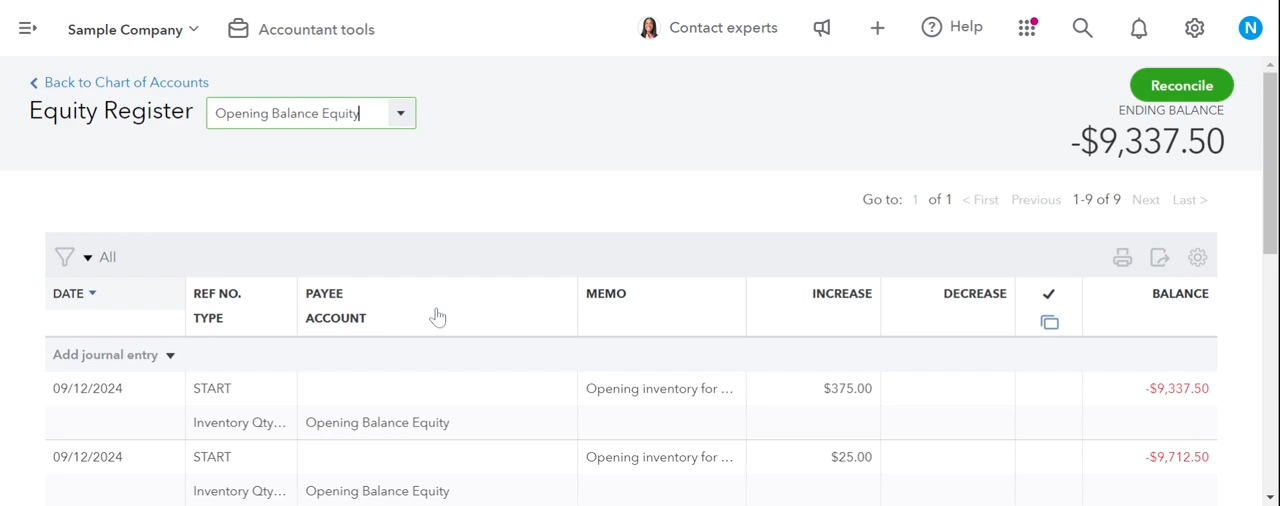 Sample Company Accountant tools Contact experts Help N
Back to Chart of Accounts Reconcile
Equity Register Opening Balance Equity ENDING BALANCE
-$9,337.50
Go to: 1 of 1 < First Previous 1-9 of 9 Next Last >
All
DATE REF NO. PAYEE MEMO INCREASE DECREASE ✓ BALANCE
TYPE ACCOUNT
Add journal entry
09/12/2024 START Opening inventory for ... $375.00 -$9,337.50
Inventory Qty... Opening Balance Equity
09/12/2024 START Opening inventory for ... $25.00 -$9,712.50
Inventory Qty... Opening Balance Equity